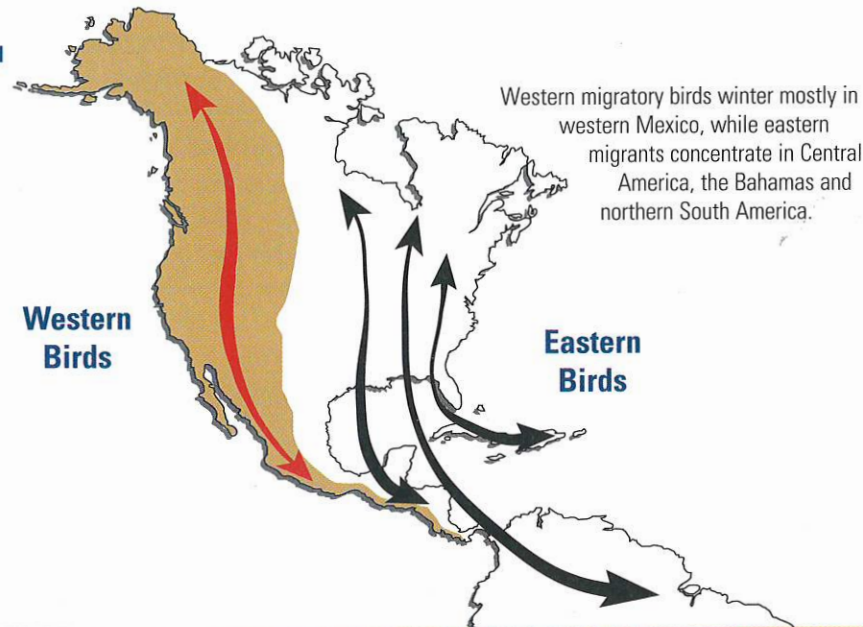 Western migratory birds winter mostly in
western Mexico, while eastern
migrants concentrate in Central
America, the Bahamas and
northern South America.
Western
Birds
Eastern
Birds